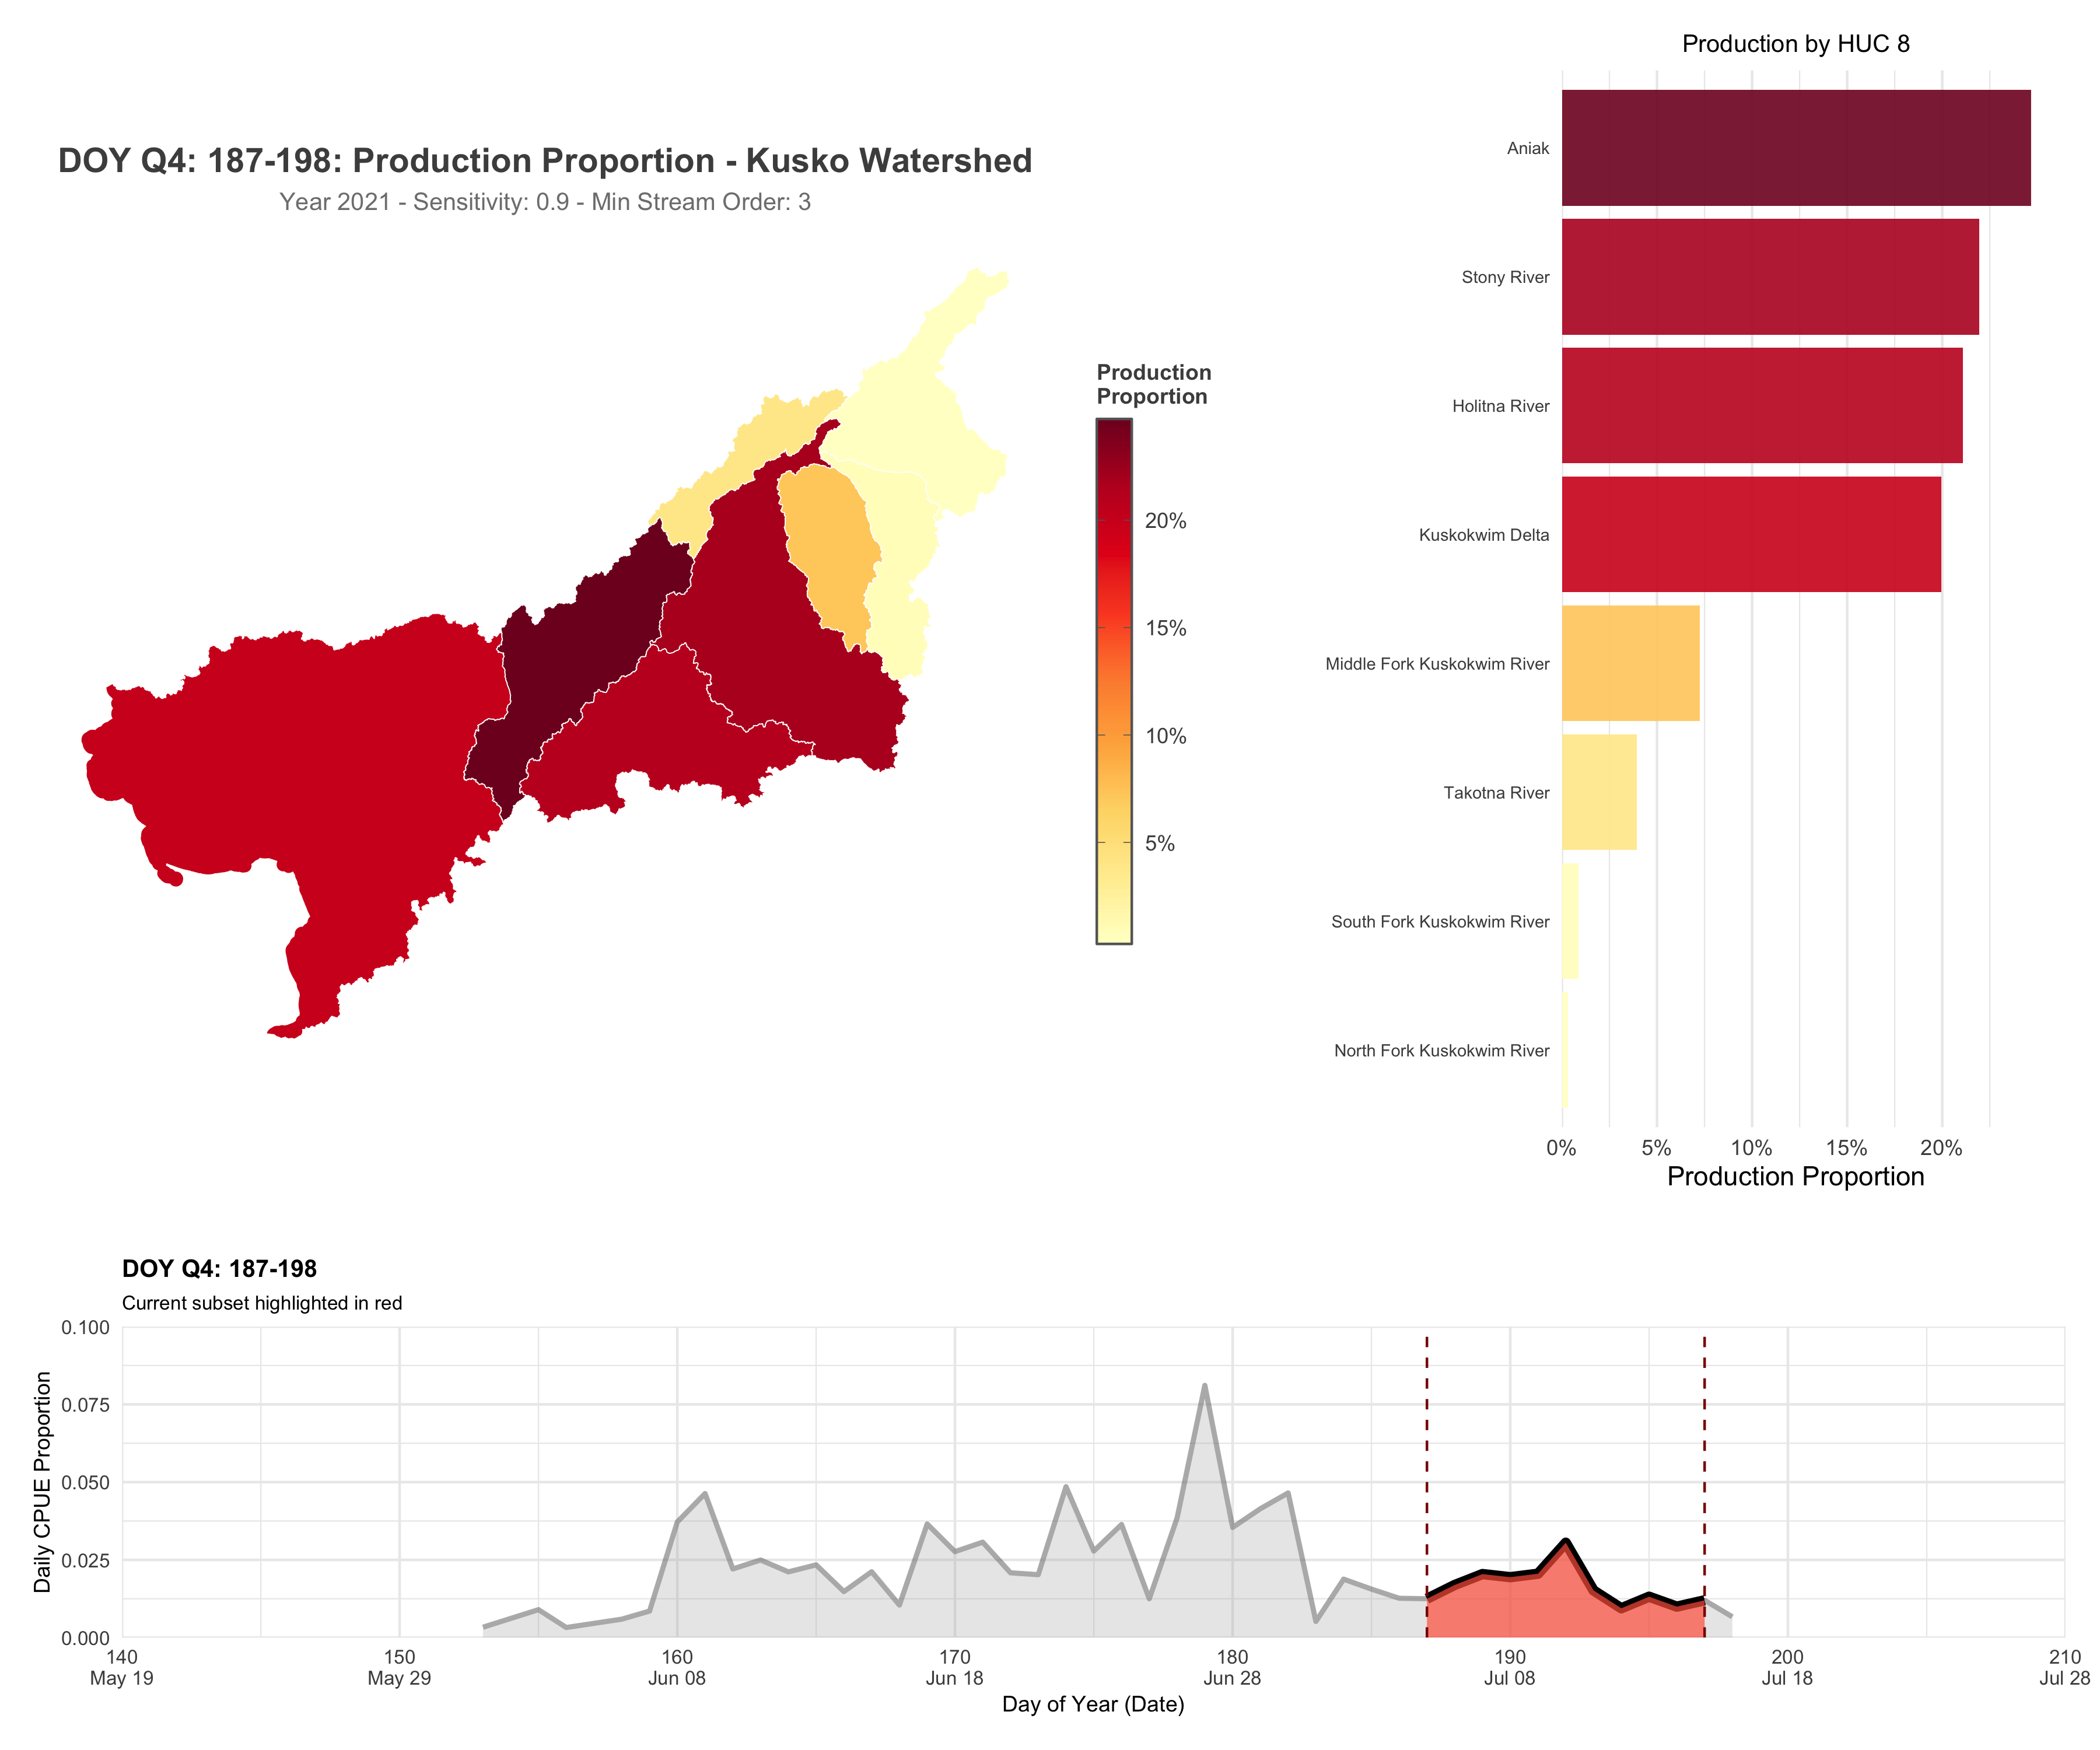 DOY Q4: 187-198: Production Proportion - Kusko Watershed
Year 2021 - Sensitivity: 0.9 - Min Stream Order: 3
Production
Proportion
20%
15%
10%
5%
Production by HUC 8
Aniak
Stony River
Holitna River
Kuskokwim Delta
Middle Fork Kuskokwim River
Takotna River
South Fork Kuskokwim River
North Fork Kuskokwim River
0% 5% 10% 15% 20%
Production Proportion
DOY Q4: 187-198
Current subset highlighted in red
Daily CPUE Proportion
0.100
0.075
0.050
0.025
0.000
140 150 160 170 180 190 200 210
May 19 May 29 Jun 08 Jun 18 Jun 28 Jul 08 Jul 18 Jul 28
Day of Year (Date)